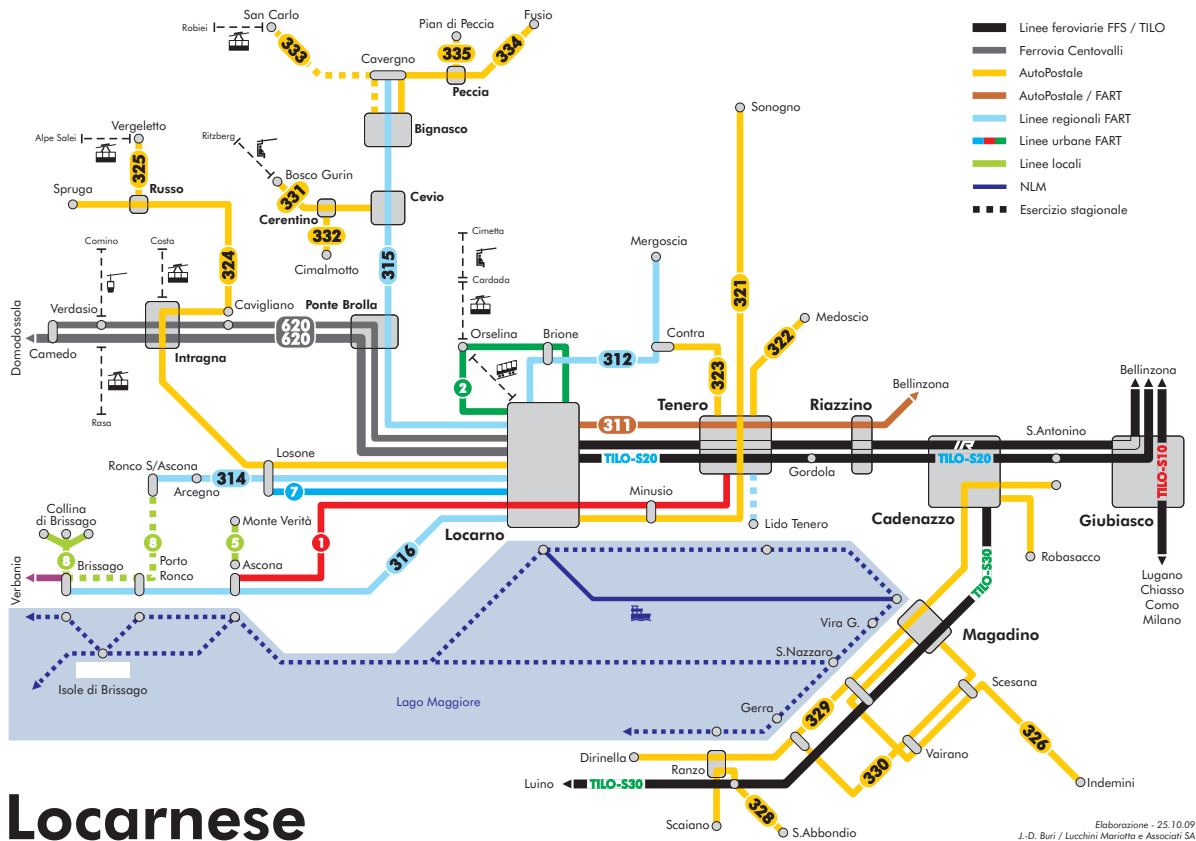 San Carlo
Robiei
333
Pian di Peccia
335
Fusio
334
Cavergno
Peccia
Bignasco
Linee ferroviarie FFS / TILO
Ferrovia Centovalli
AutoPostale
AutoPostale / FART
Linee regionali FART
Linee urbane FART
Linee locali
NLM
Esercizio stagionale
Vergeletto
Alpe Salei
325
Spruga
Russo
324
Ritzberg
Bosco Gurin
331
Cerentino
332
Cimalmotto
Cevio
315
Sonogno
321
Mergoscia
Cimetta
Cardada
Comino
Costa
Verdasio
Cavigliano
Ponte Brolla
620
620
Domodossola
Camedo
Intragna
Rasa
Orselina
Brione
2
312
Contra
323
322
Medoscio
Tenero
Riazzino
Bellinzona
Bellinzona
311
TILO-S20
Gordola
IR
TILO-S20
S.Antonino
TILO-S10
Losone
Ronco S/Ascona
314
Arcegno
7
Minusio
Locarno
Lido Tenero
Cadenazzo
Giubiasco
Collina
di Brissago
8
8
Monte Verità
5
1
316
Brissago
Porto
Ronco
Ascona
Verbania
TILO-S30
Robasacco
Lugano
Chiasso
Como
Milano
Vira G.
Magadino
S.Nazzaro
Isole di Brissago
Lago Maggiore
Gerra
329
Scesana
326
Vairano
330
Indemini
Dirinella
Ranzo
Luino
TILO-S30
328
Scaiano
S.Abbondio
Locarnese
Elaborazione - 25.10.09
J.-D. Buri / Lucchini Mariotta e Associati SA